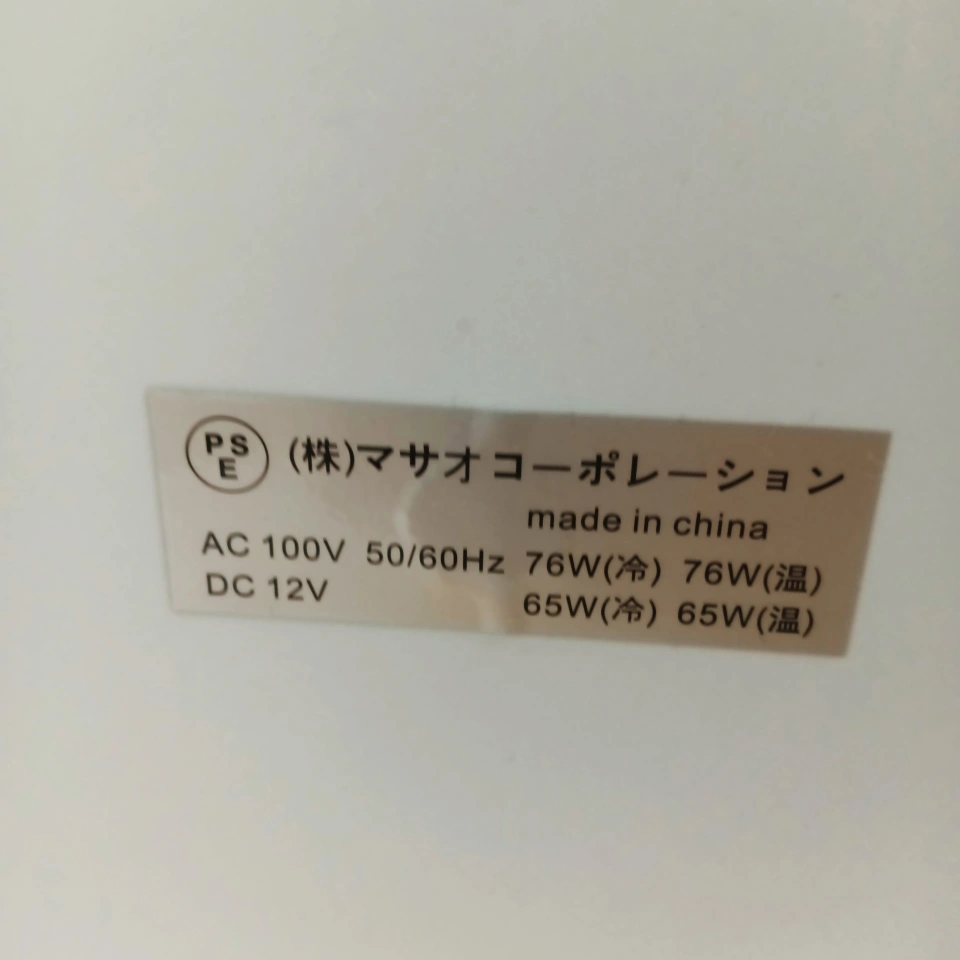 PS
E
(株)マサオコーポレーション
made in china
AC 100V 50/60Hz 76W(冷) 76W(温)
DC 12V 65W(冷) 65W(温)